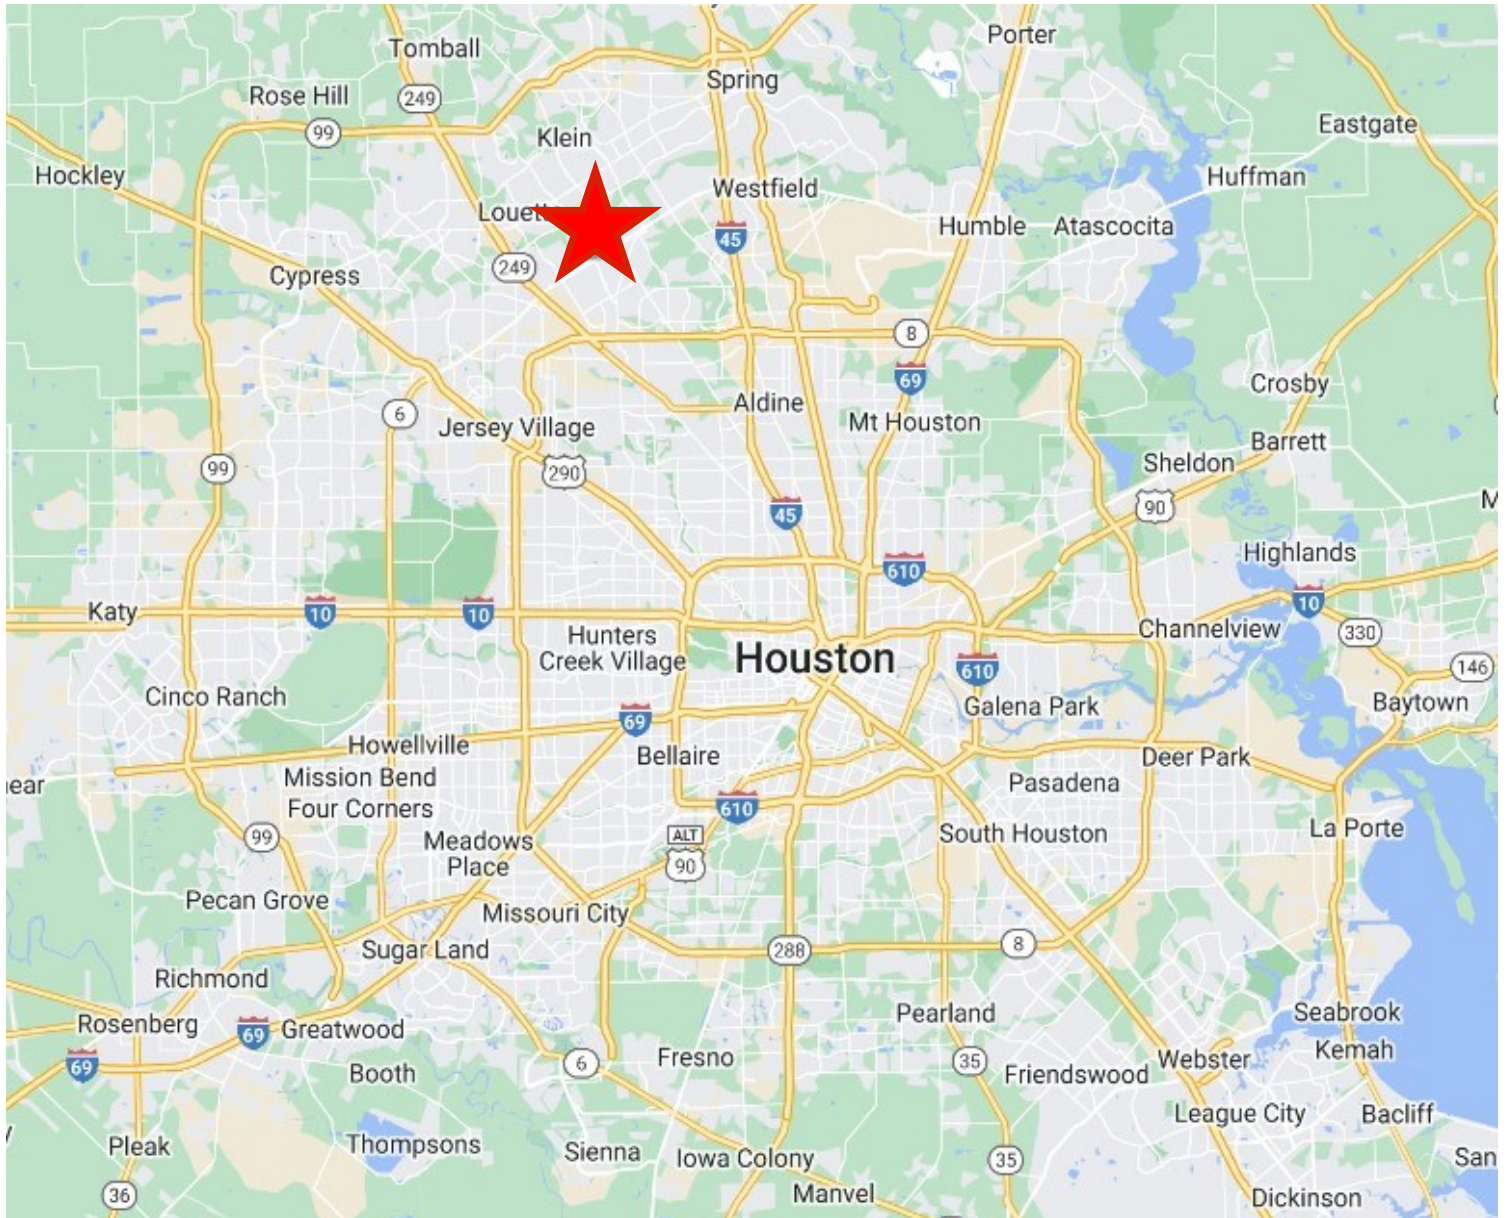 Porter
Tomball
Spring
Rose Hill
249
99
Klein
Eastgate
Hockley
Huffman
Westfield
Louett
Humble
Atascocita
45
249
Cypress
8
69
Crosby
Aldine
6
Mt Houston
Jersey Village
Barrett
Sheldon
99
290
90
M
45
Highlands
610
10
Katy
10
10
Channelview
330
Hunters
Creek Village
Houston
610
146
Cinco Ranch
Galena Park
Baytown
69
Howellville
Bellaire
Deer Park
Mission Bend
Pasadena
ear
Four Corners
610
99
ALT
90
South Houston
La Porte
Meadows
Place
Pecan Grove
Missouri City
Sugar Land
288
8
Richmond
Pearland
Seabrook
Rosenberg
69
Greatwood
Kemah
69
Booth
6
Fresno
35
Friendswood
Webster
League City
Bacliff
Pleak
Thompsons
Sienna
Iowa Colony
35
San
36
Manvel
Dickinson